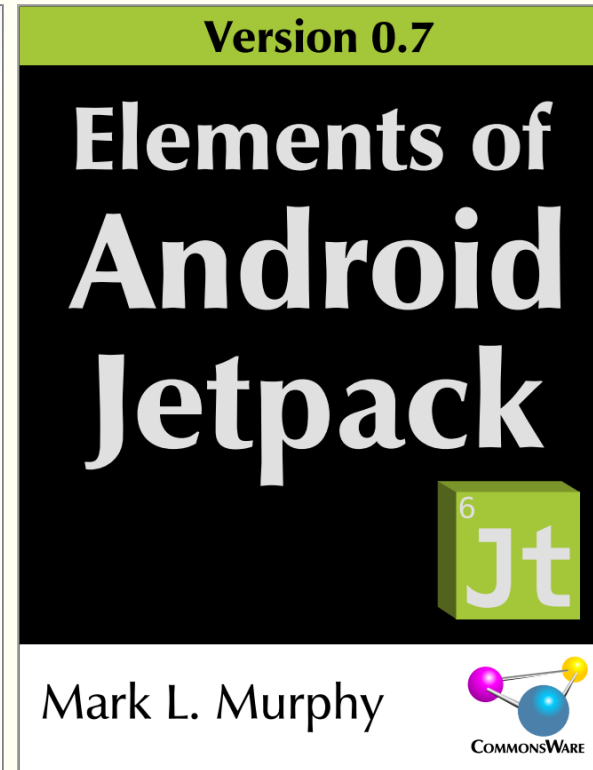 Version 0.7
Elements of
Android
Jetpack
6
Jt
Mark L. Murphy
COMMONSWARE